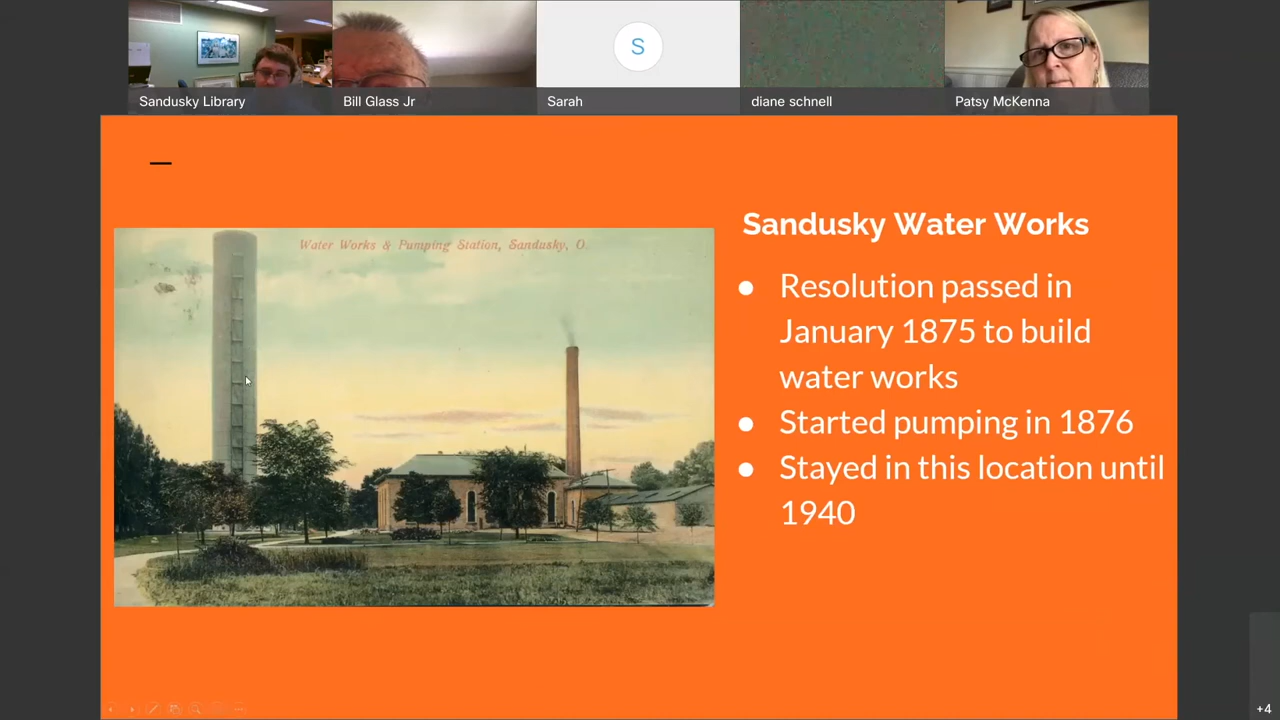 Sandusky Library
Bill Glass Jr
S
Sarah
diane schnell
Patsy McKenna
Water Works & Pumping Station, Sandusky, O.
Sandusky Water Works
● Resolution passed in
January 1875 to build
water works
● Started pumping in 1876
● Stayed in this location until
1940
+4